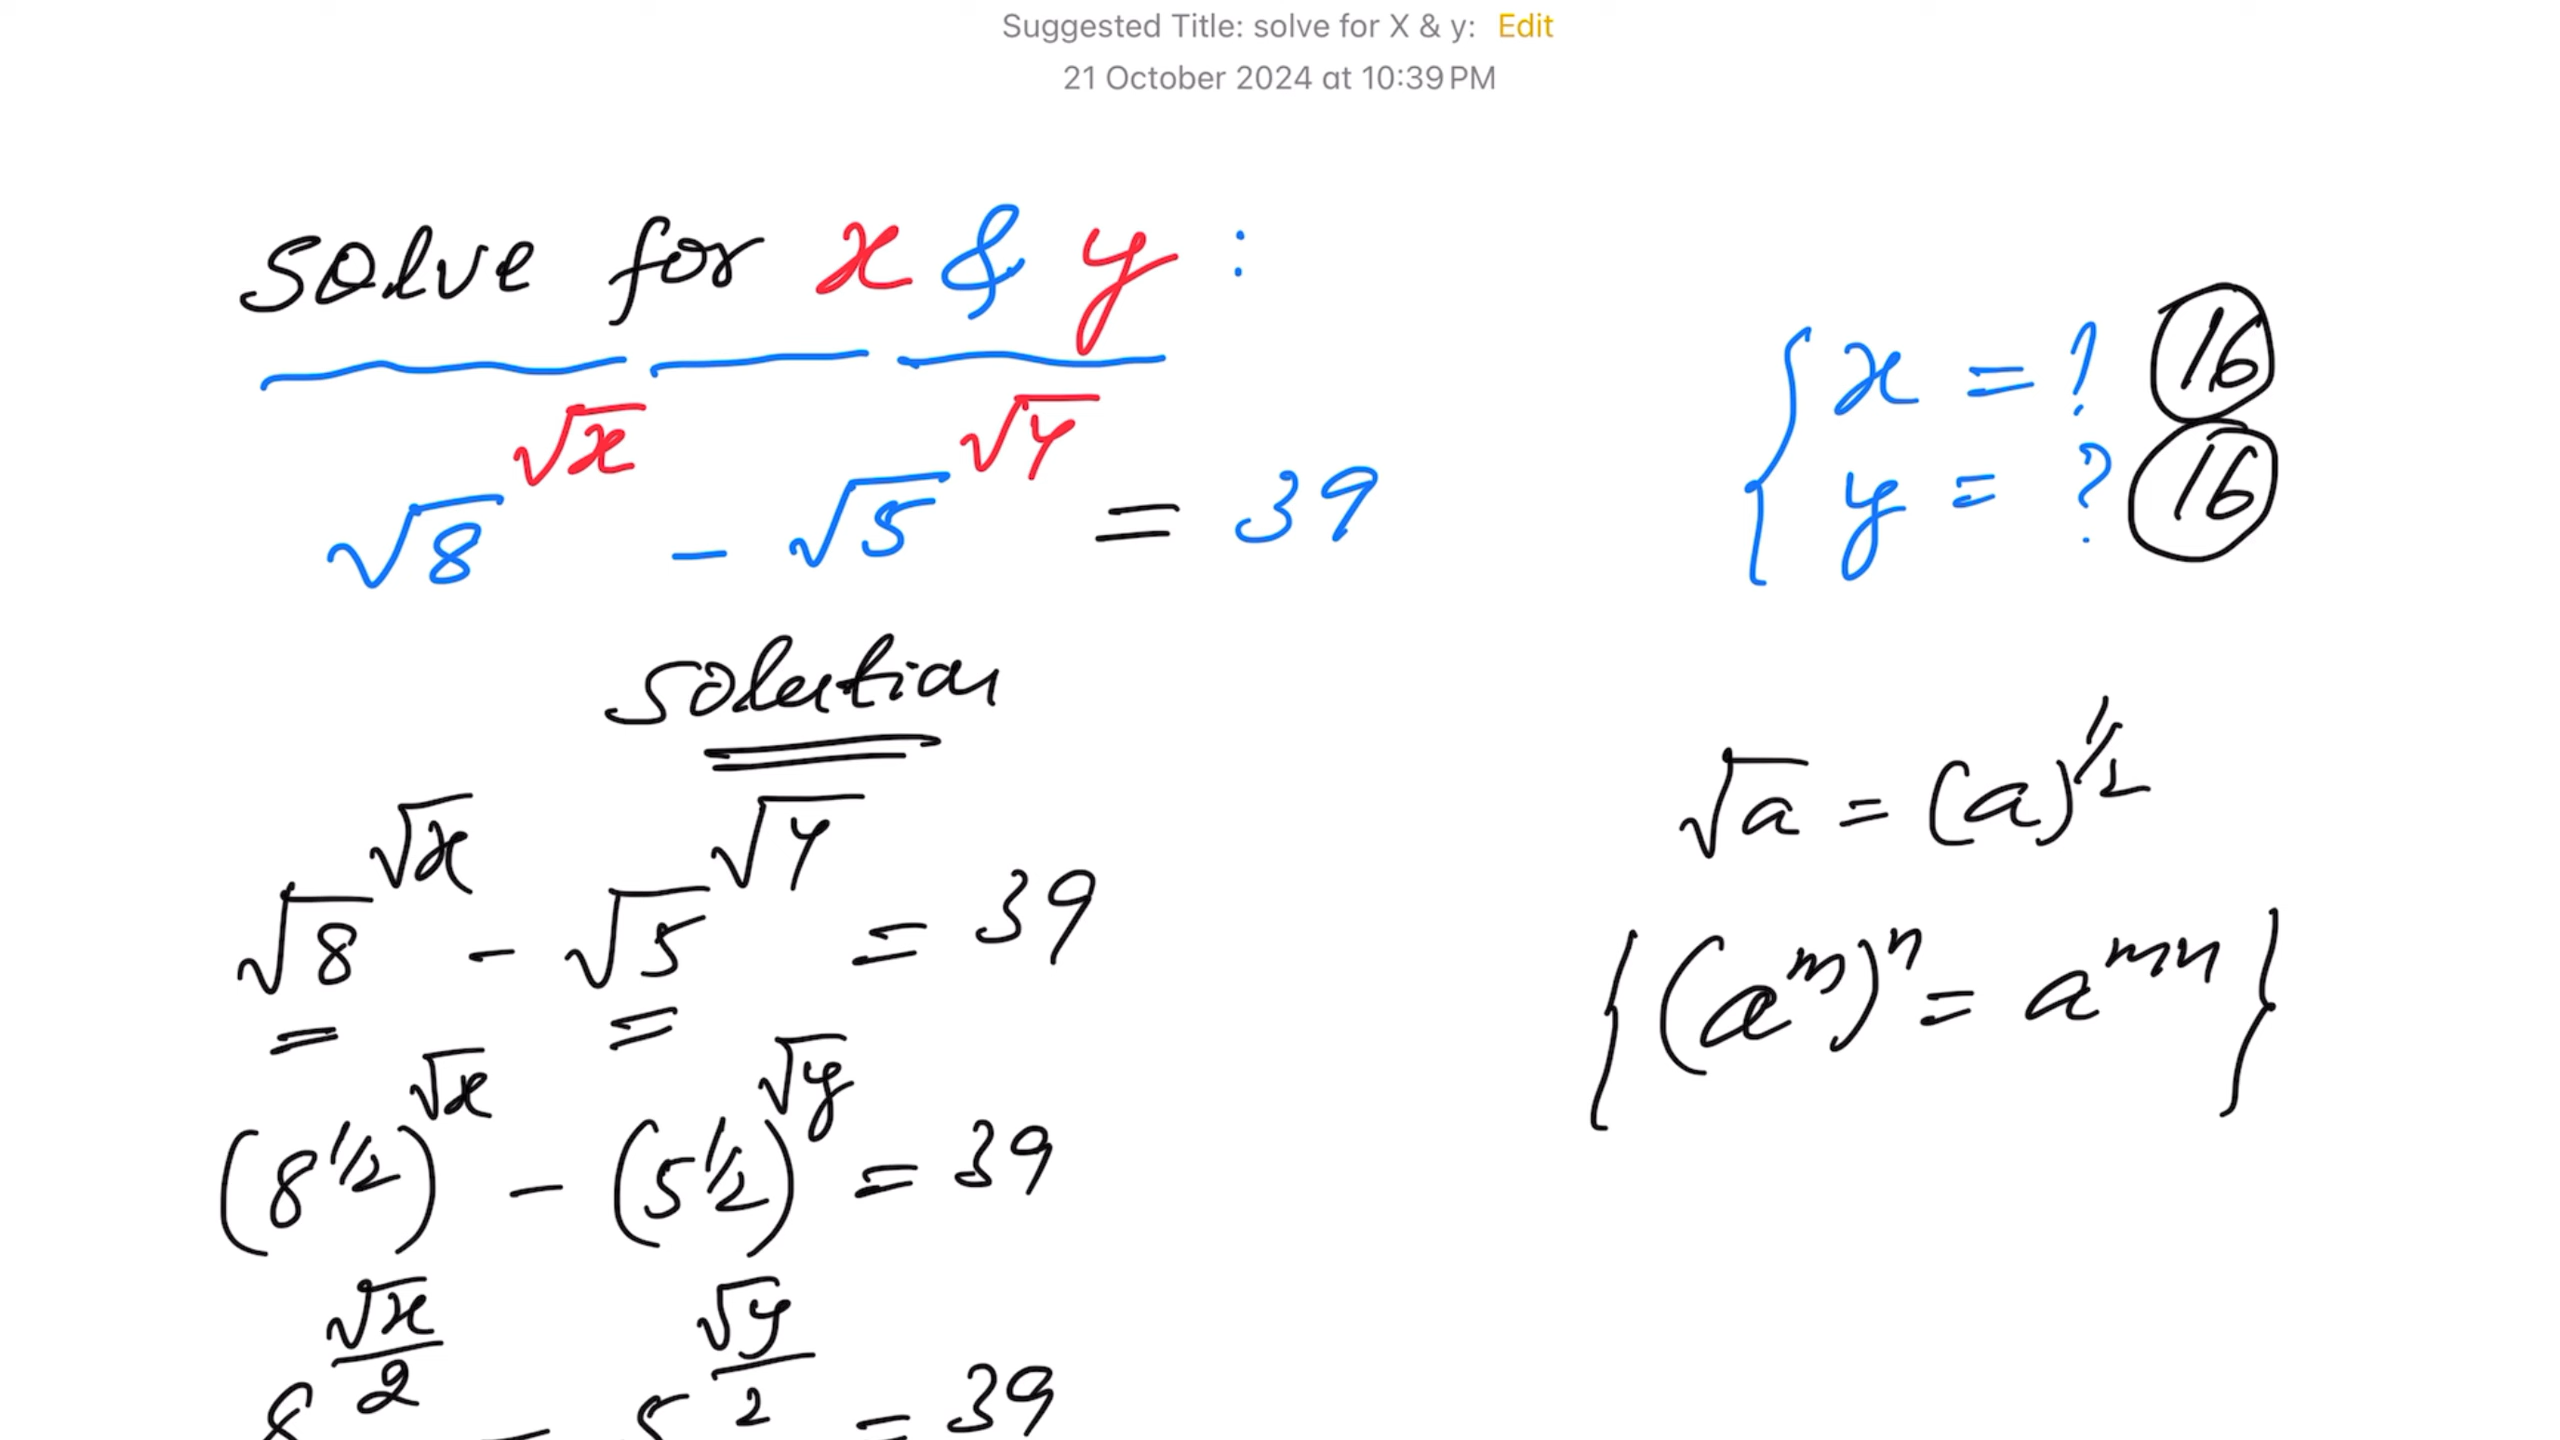 Suggested Title: solve for X & y: Edit
21 October 2024 at 10:39 PM
solve for x & y :
√8^√x - √5^√y = 39
{ x = ? 16
y = ? 16
solution
√8^√x - √5^√y = 39
√a = (a)^1/2
{(a^m)^n = a^mn}
(8^1/2)^√x - (5^1/2)^√y = 39
8^√x/2 - 5^√y/2 = 39